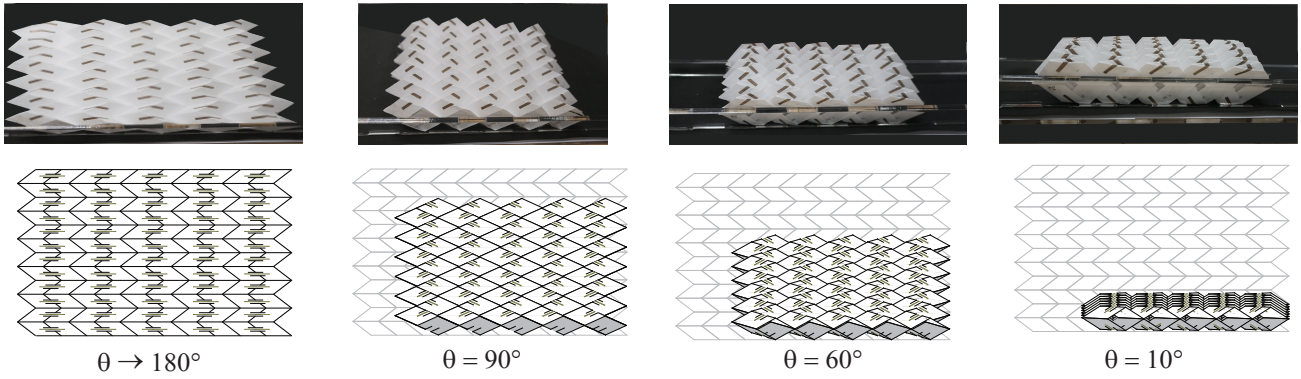 θ → 180°
θ = 90°
θ = 60°
θ = 10°